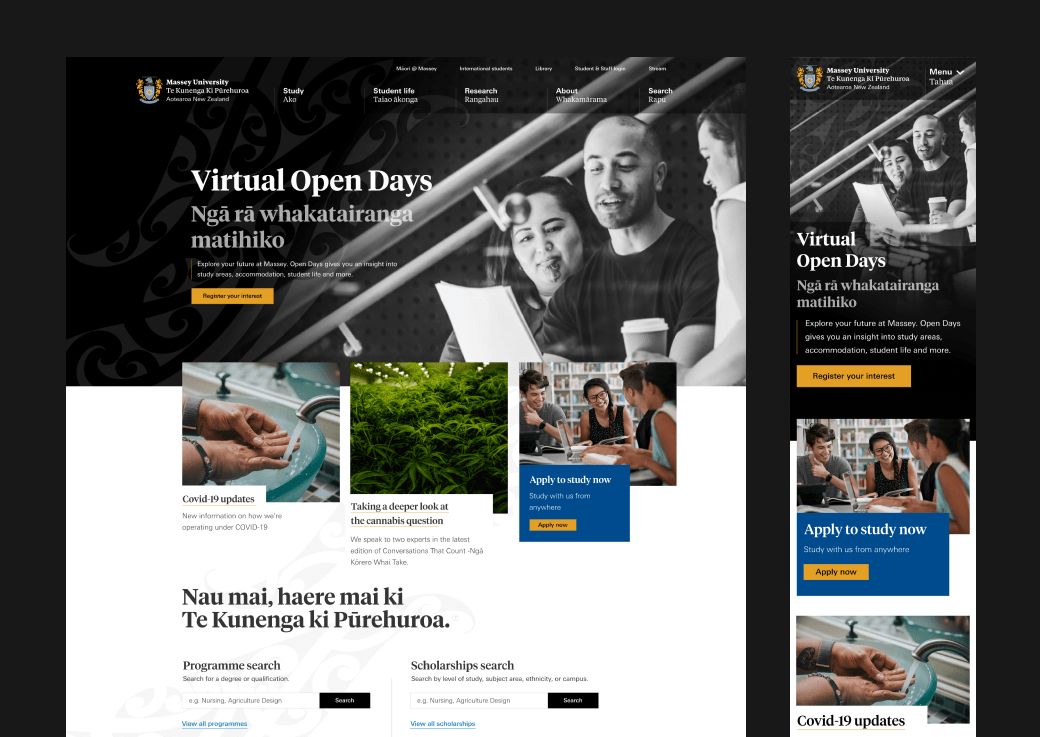 Māori @ Massey
International students
Library
Student & Staff login
Stream
Massey University
Te Kunenga Ki Pūrehuroa
Aotearoa New Zealand
Study
Ako
Student life
Taiao ākonga
Research
Rangahau
About
Whakamārama
Search
Rapu
Virtual Open Days
Ngā rā whakatairanga
matihiko
Explore your future at Massey. Open Days gives you an insight into
study areas, accommodation, student life and more.
Register your interest
Covid-19 updates
New information on how we're
operating under COVID-19
Taking a deeper look at
the cannabis question
We speak to two experts in the latest
edition of Conversations That Count -Ngā
Kōrero Whai Take.
Apply to study now
Study with us from
anywhere
Apply now
Nau mai, haere mai ki
Te Kunenga ki Pūrehuroa.
Programme search
Search for a degree or qualification.
e.g. Nursing, Agriculture Design
Search
View all programmes
Scholarships search
Search by level of study, subject area, ethnicity, or campus.
e.g. Nursing, Agriculture Design
Search
View all scholarships
Massey University
Te Kunenga Ki Pūrehuroa
Aotearoa New Zealand
Menu
Tahua
Virtual
Open Days
Ngā rā whakatairanga
matihiko
Explore your future at Massey. Open Days
gives you an insight into study areas,
accommodation, student life and more.
Register your interest
Apply to study now
Study with us from anywhere
Apply now
Covid-19 updates